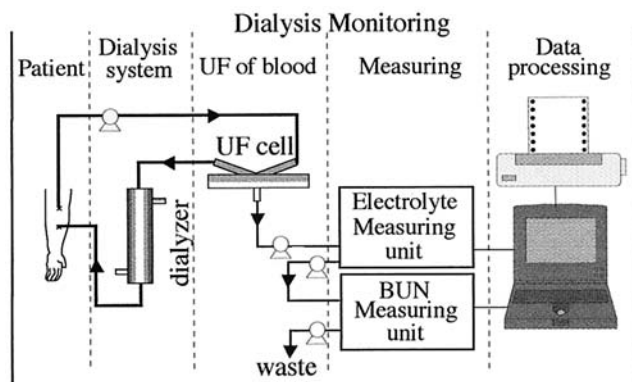 Dialysis Monitoring
Patient
Dialysis
system
UF of blood
Measuring
Data
processing
UF cell
dialyzer
Electrolyte
Measuring
unit
BUN
Measuring
unit
waste